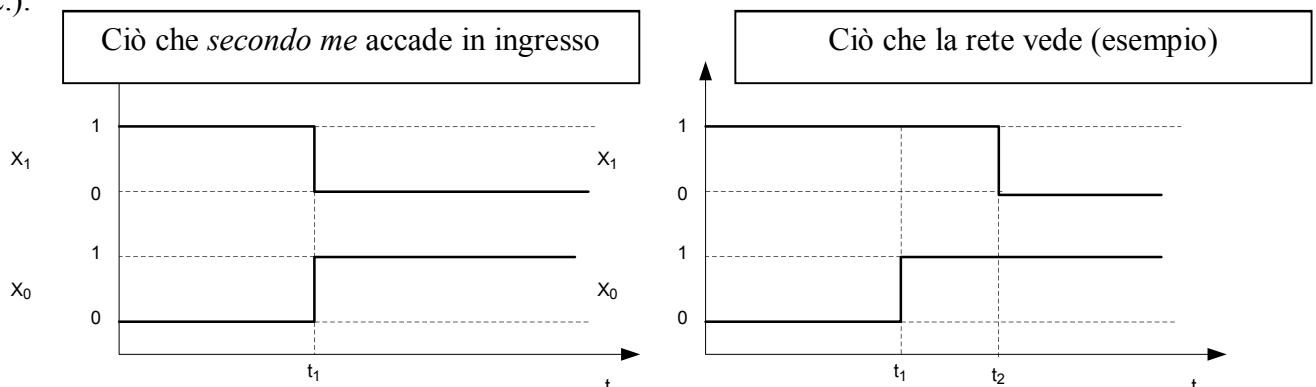 c.).
Ciò che secondo me accade in ingresso
Ciò che la rete vede (esempio)
1
X1
0
1
X0
0
t1
t
1
X1
0
1
X0
0
t1
t2
t